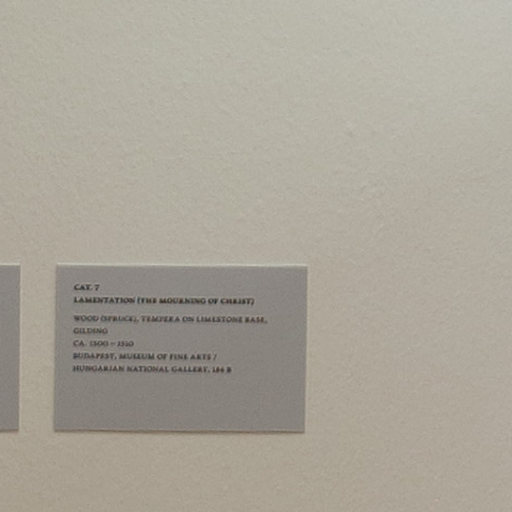 CAT. 7
LAMENTATION (THE MOURNING OF CHRIST)
WOOD (SPRUCE), TEMPERA ON LIMESTONE BASE,
GILDING
CA. 1500 – 1510
BUDAPEST, MUSEUM OF FINE ARTS /
HUNGARIAN NATIONAL GALLERY,